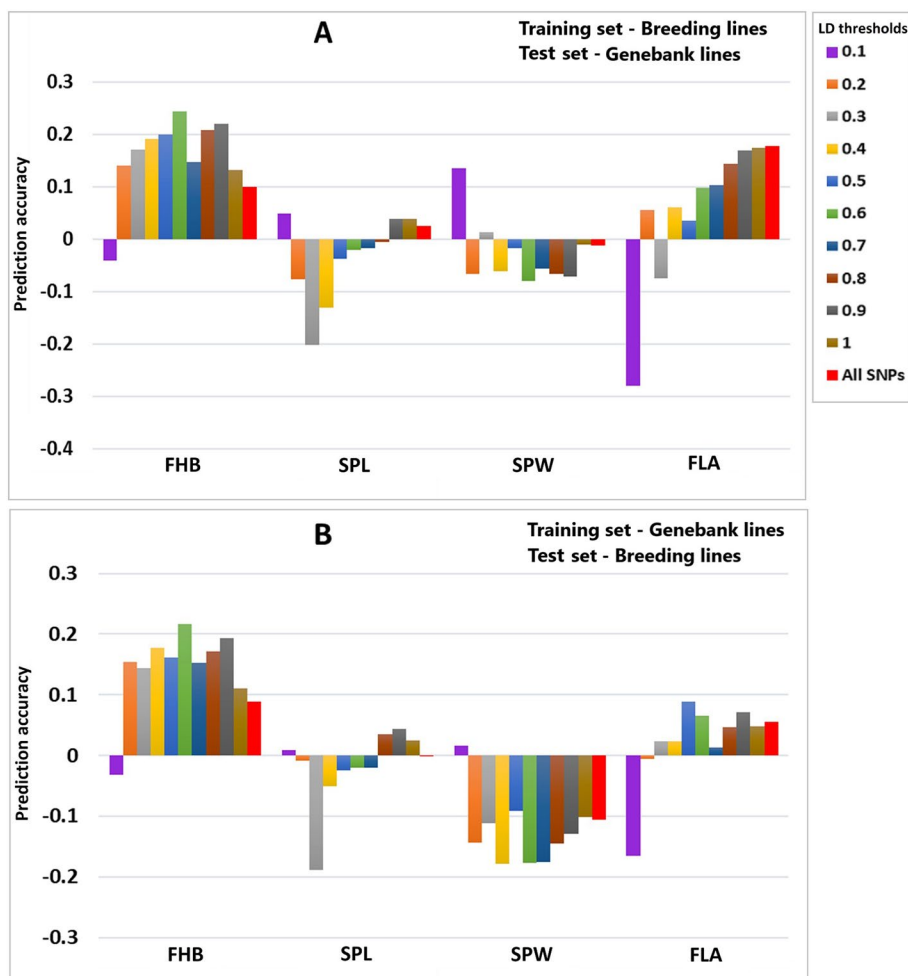 A
Training set - Breeding lines
Test set - Genebank lines
LD thresholds
0.1
0.2
0.3
0.4
0.5
0.6
0.7
0.8
0.9
1
All SNPs
Prediction accuracy
0.3
0.2
0.1
0
-0.1
-0.2
-0.3
-0.4
FHB SPL SPW FLA
B
Training set - Genebank lines
Test set - Breeding lines
Prediction accuracy
0.3
0.2
0.1
0
-0.1
-0.2
-0.3
FHB SPL SPW FLA